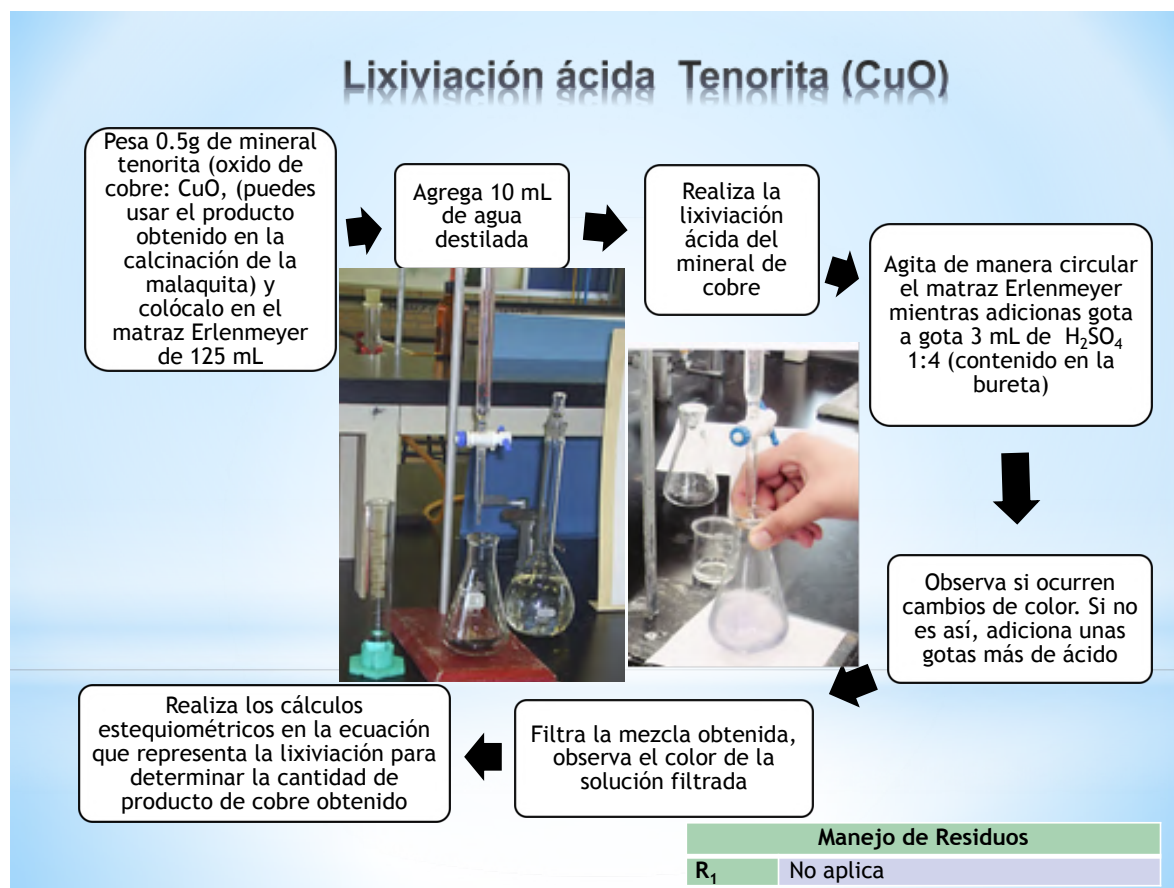 Lixiviación ácida  Tenorita (CuO)
Pesa 0.5g de mineral
tenorita (oxido de
cobre: CuO, (puedes
usar el producto
obtenido en la
calcinación de la
malaquita) y
colócalo en el
matraz Erlenmeyer
de 125 mL
Agrega 10 mL
de agua
destilada
Realiza la
lixiviación
ácida del
mineral de
cobre
Agita de manera circular
el matraz Erlenmeyer
mientras adicionas gota
a gota 3 mL de  H₂SO₄
1:4 (contenido en la
bureta)
Observa si ocurren
cambios de color. Si no
es así, adiciona unas
gotas más de ácido
Filtra la mezcla obtenida,
observa el color de la
solución filtrada
Realiza los cálculos
estequiométricos en la ecuación
que representa la lixiviación para
determinar la cantidad de
producto de cobre obtenido
Manejo de Residuos
R₁ No aplica